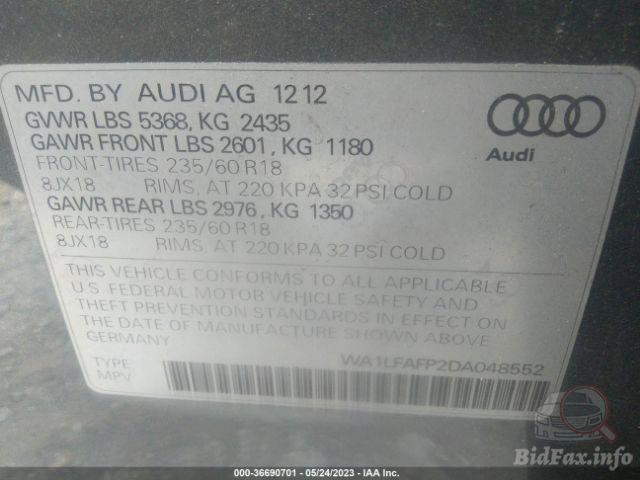 MFD. BY AUDI AG 12 12
GVWR LBS 5368, KG 2435
GAWR FRONT LBS 2601, KG 1180
FRONT-TIRES 235/60 R18
8JX18 RIMS, AT 220 KPA 32 PSI COLD
GAWR REAR LBS 2976, KG 1350
REAR-TIRES 235/60 R18
8JX18 RIMS, AT 220 KPA 32 PSI COLD
Audi
THIS VEHICLE CONFORMS TO ALL APPLICABLE
U.S. FEDERAL MOTOR VEHICLE SAFETY AND
THEFT PREVENTION STANDARDS IN EFFECT ON
THE DATE OF MANUFACTURE SHOWN ABOVE.
GERMANY
TYPE
MPV
WA1LFAFP2DA048552
000-36690701 - 05/24/2023 - IAA Inc.
BidFax.info